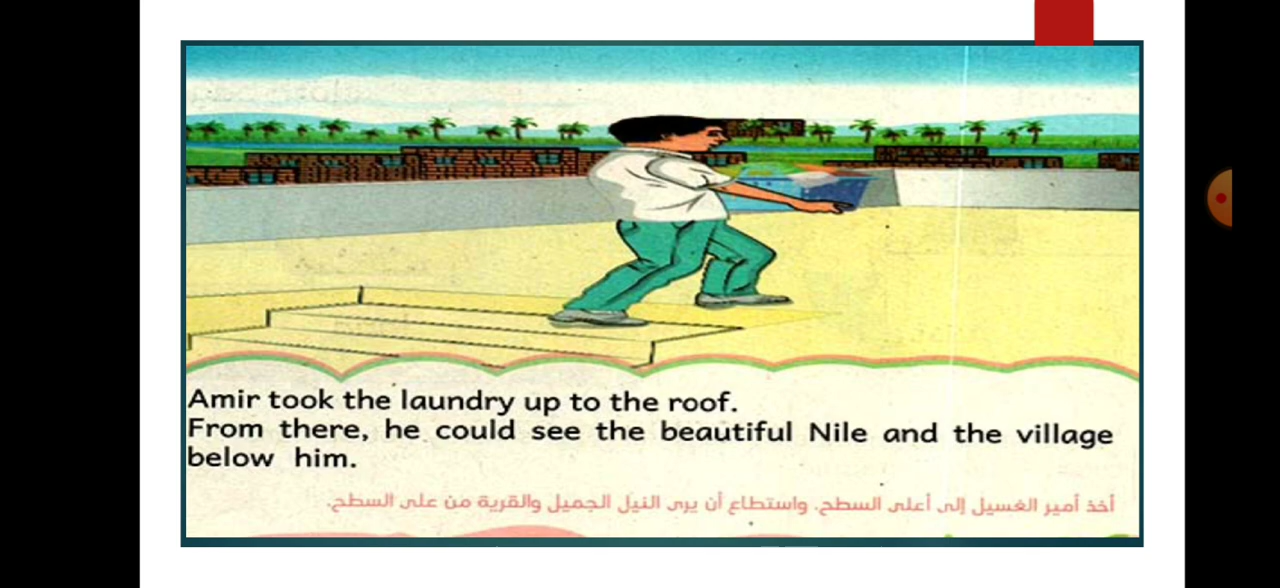 Amir took the laundry up to the roof.
From there, he could see the beautiful Nile and the village
below him.
أخذ أمير الغسيل إلى أعلى السطح. واستطاع أن يرى النيل الجميل والقرية من على السطح.